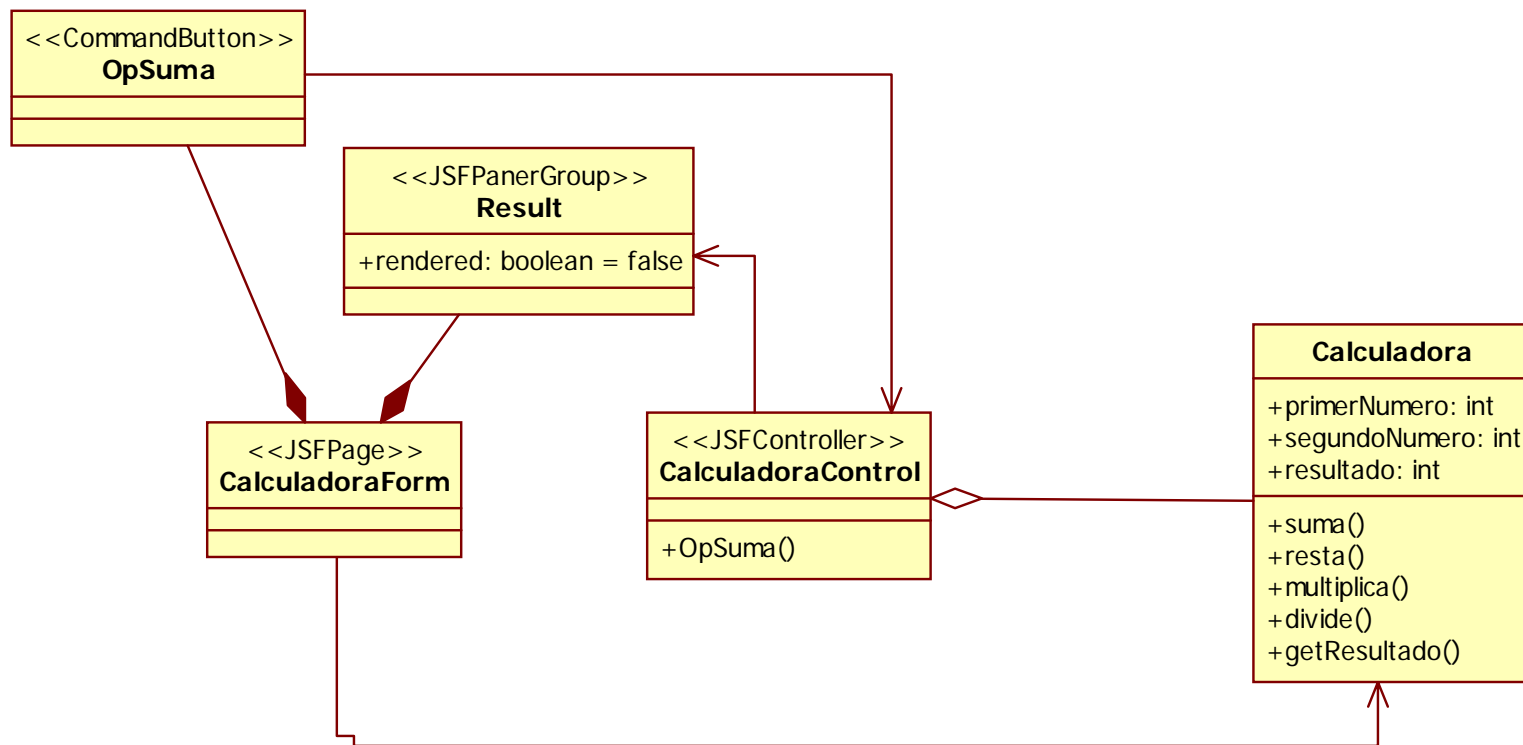 <<CommandButton>>
OpSuma
<<JSFPanerGroup>>
Result
+rendered: boolean = false
<<JSFPage>>
CalculadoraForm
<<JSFController>>
CalculadoraControl
+OpSuma()
Calculadora
+primerNumero: int
+segundoNumero: int
+resultado: int
+suma()
+resta()
+multiplica()
+divide()
+getResultado()